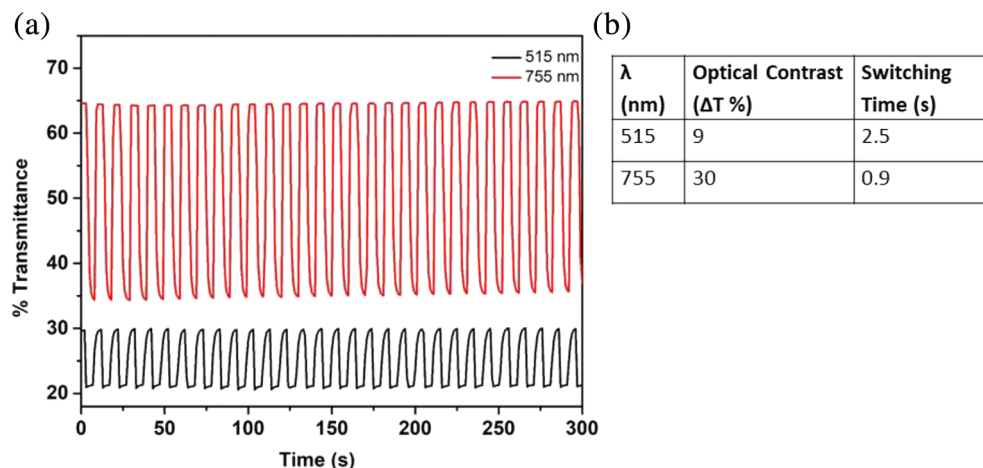 (a)
70
60
50
40
30
20
% Transmittance
515 nm
755 nm
0 50 100 150 200 250 300
Time (s)
(b)
λ (nm) Optical Contrast (ΔT %) Switching Time (s)
515 9 2.5
755 30 0.9